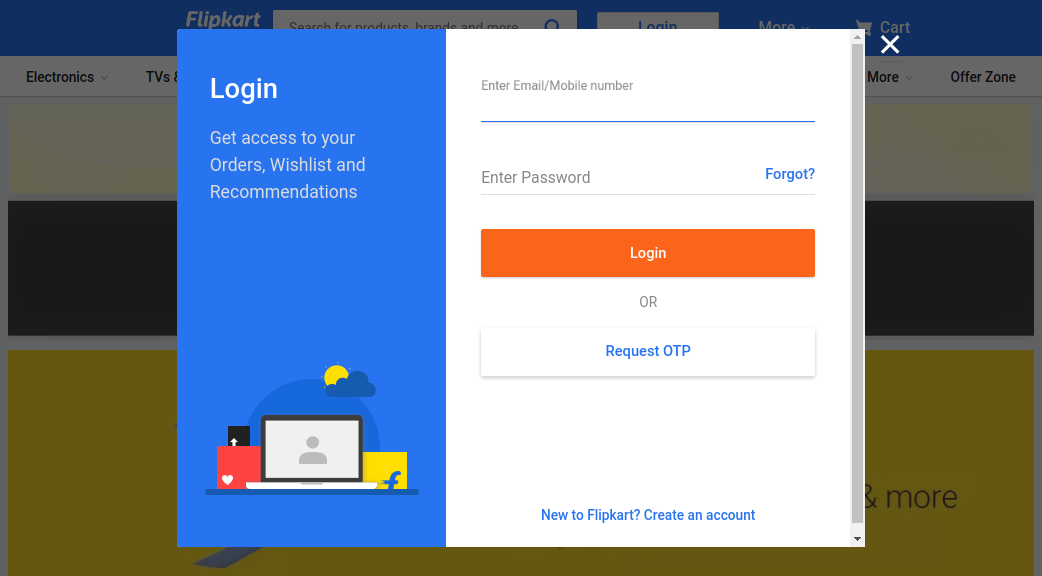 Flipkart
Search for products, brands and more
Login
More
Cart
Electronics
TVs &
More
Offer Zone
Login
Get access to your
Orders, Wishlist and
Recommendations
Enter Email/Mobile number
Enter Password
Forgot?
Login
OR
Request OTP
New to Flipkart? Create an account
& more